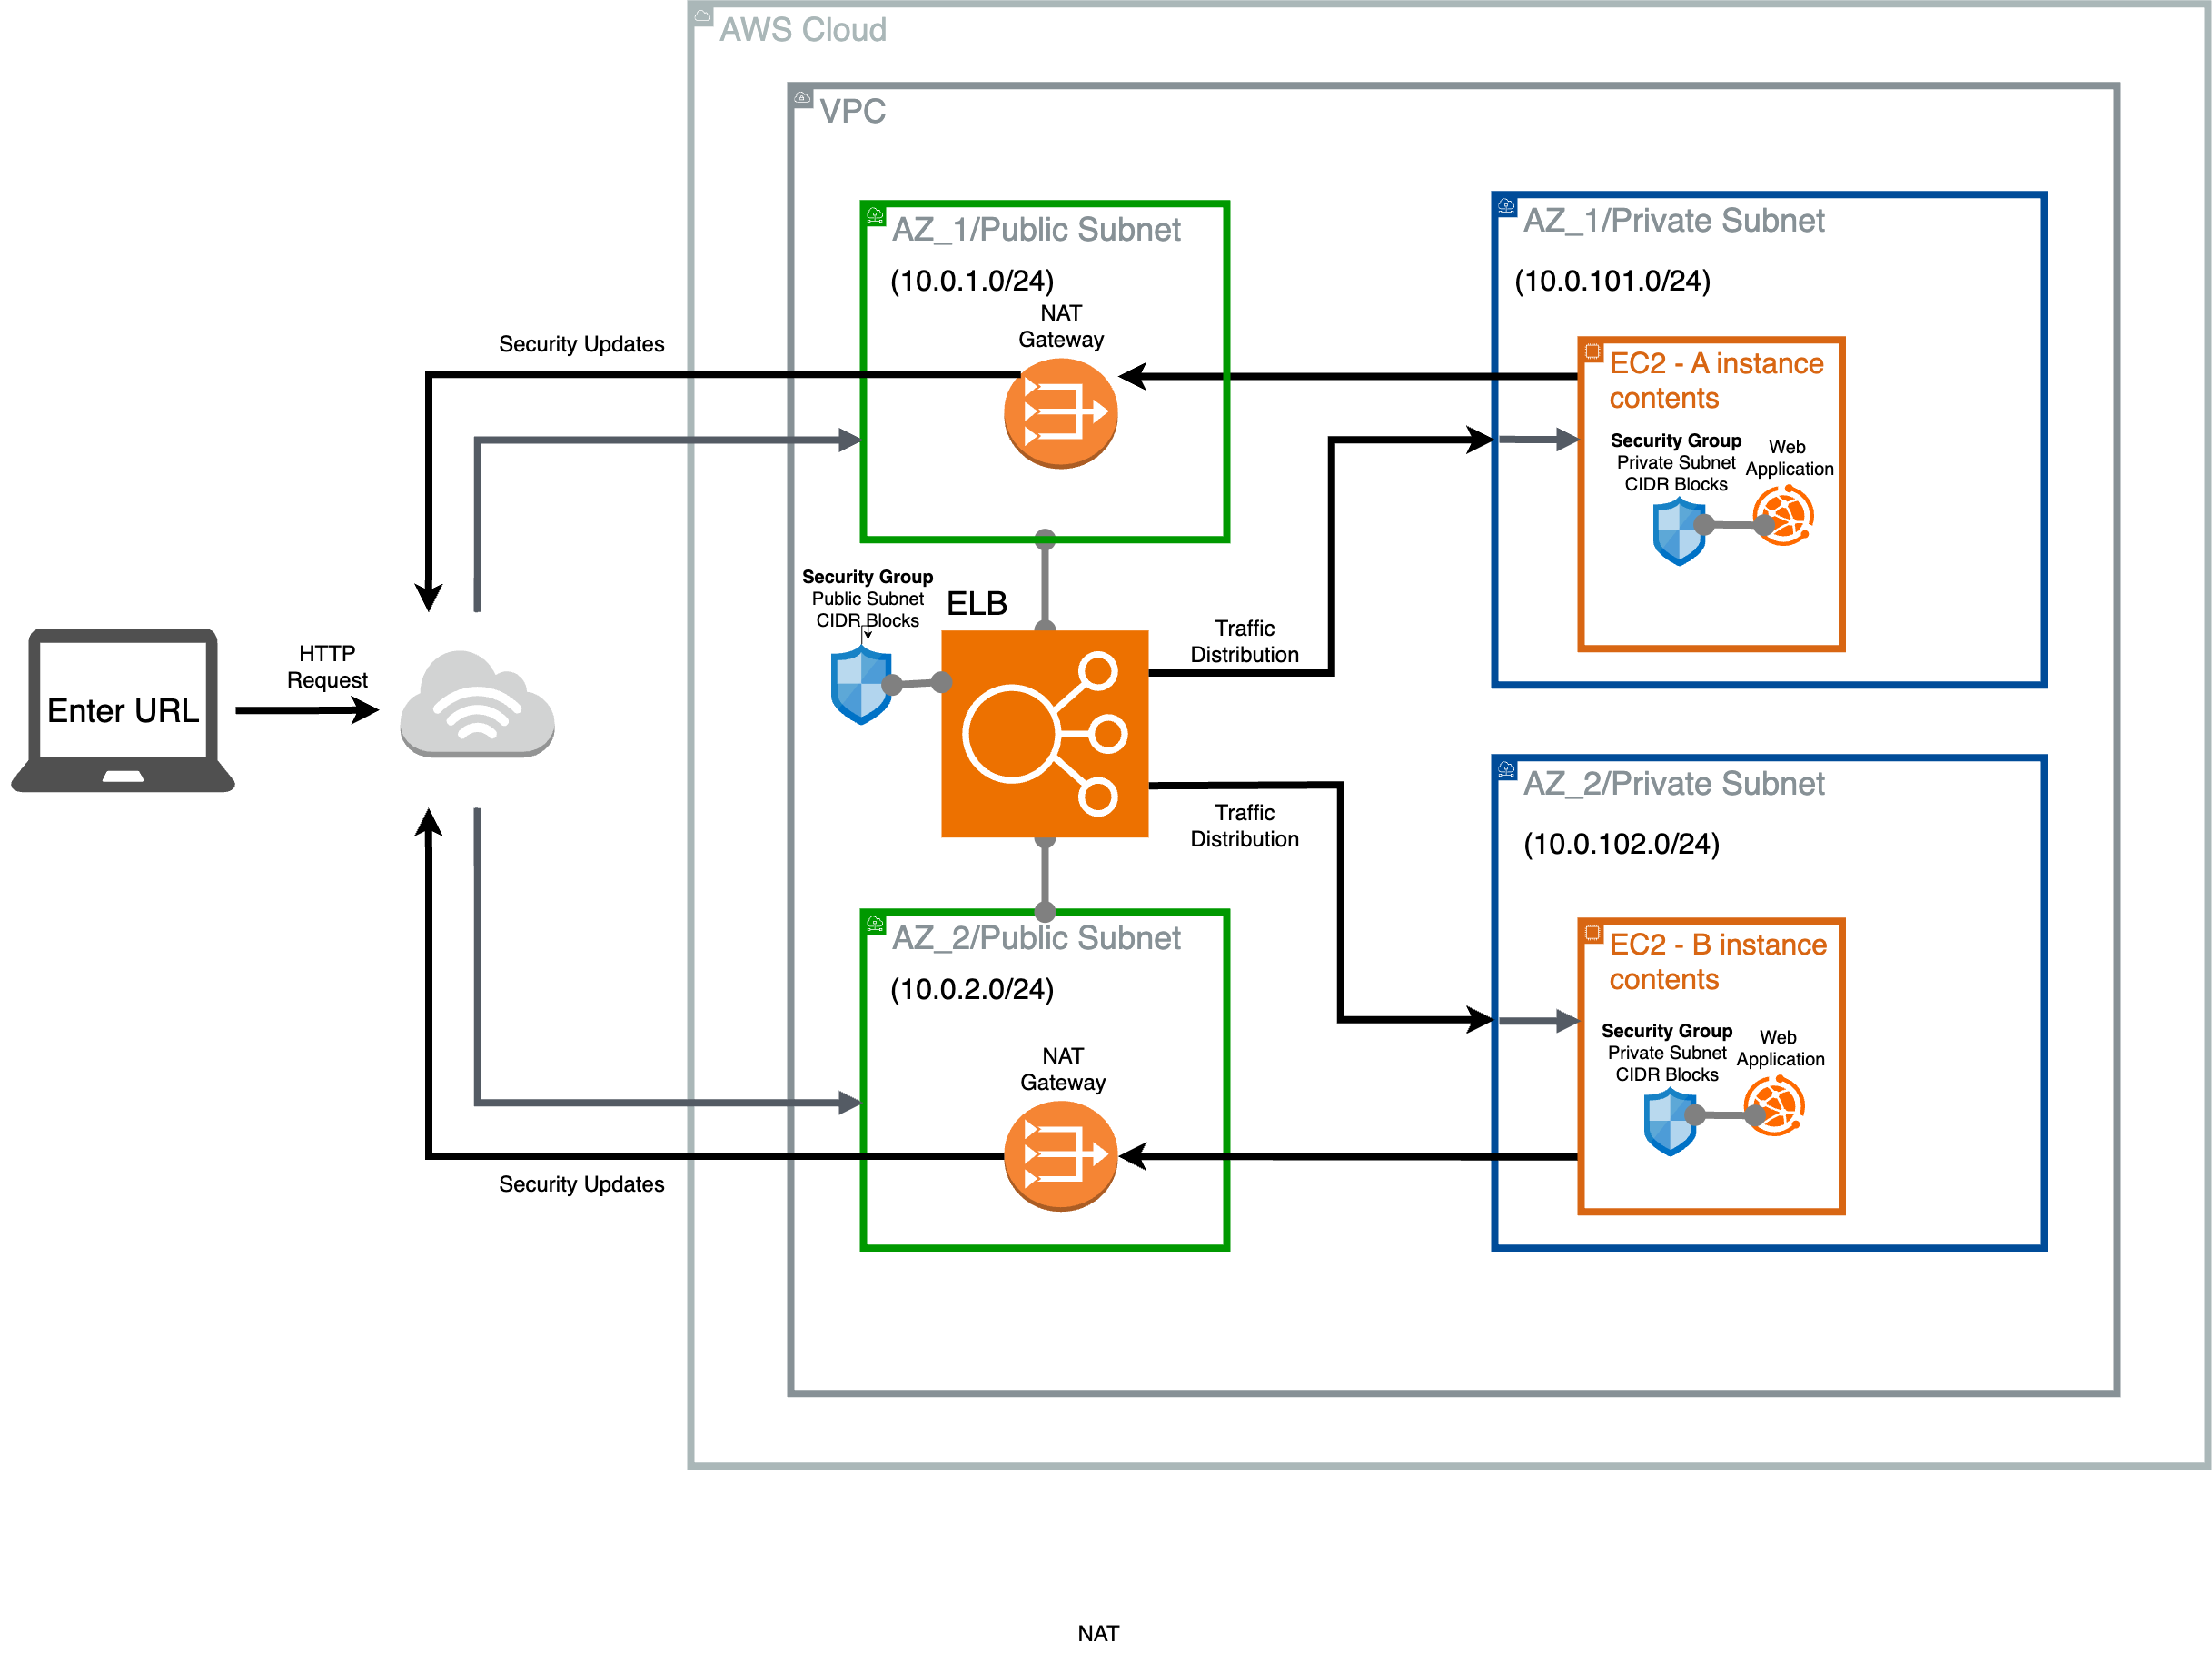 AWS Cloud
VPC
AZ_1/Public Subnet
(10.0.1.0/24)
NAT
Gateway
AZ_1/Private Subnet
(10.0.101.0/24)
EC2 - A instance
contents
Security Group
Private Subnet
CIDR Blocks
Web
Application
Security Updates
Security Group
Public Subnet
CIDR Blocks
ELB
Traffic
Distribution
HTTP
Request
Enter URL
Traffic
Distribution
AZ_2/Private Subnet
(10.0.102.0/24)
EC2 - B instance
contents
Security Group
Private Subnet
CIDR Blocks
Web
Application
AZ_2/Public Subnet
(10.0.2.0/24)
NAT
Gateway
Security Updates
NAT